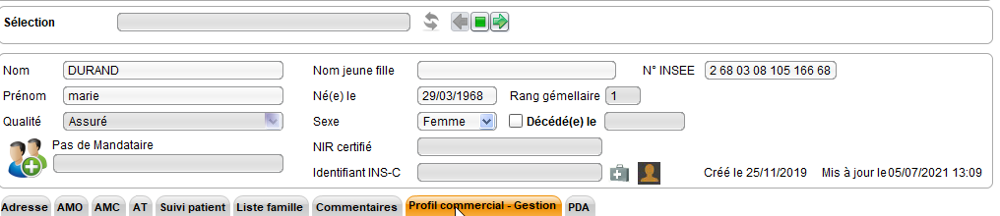 Sélection
Nom DURAND Nom jeune fille N° INSEE 2 68 03 08 105 166 68
Prénom marie Né(e) le 29/03/1968 Rang gémellaire 1
Qualité Assuré Sexe Femme Décédé(e) le
Pas de Mandataire NIR certifié
Identifiant INS-C Créé le 25/11/2019 Mis à jour le 05/07/2021 13:09
Adresse AMO AMC AT Suivi patient Liste famille Commentaires Profil commercial - Gestion PDA